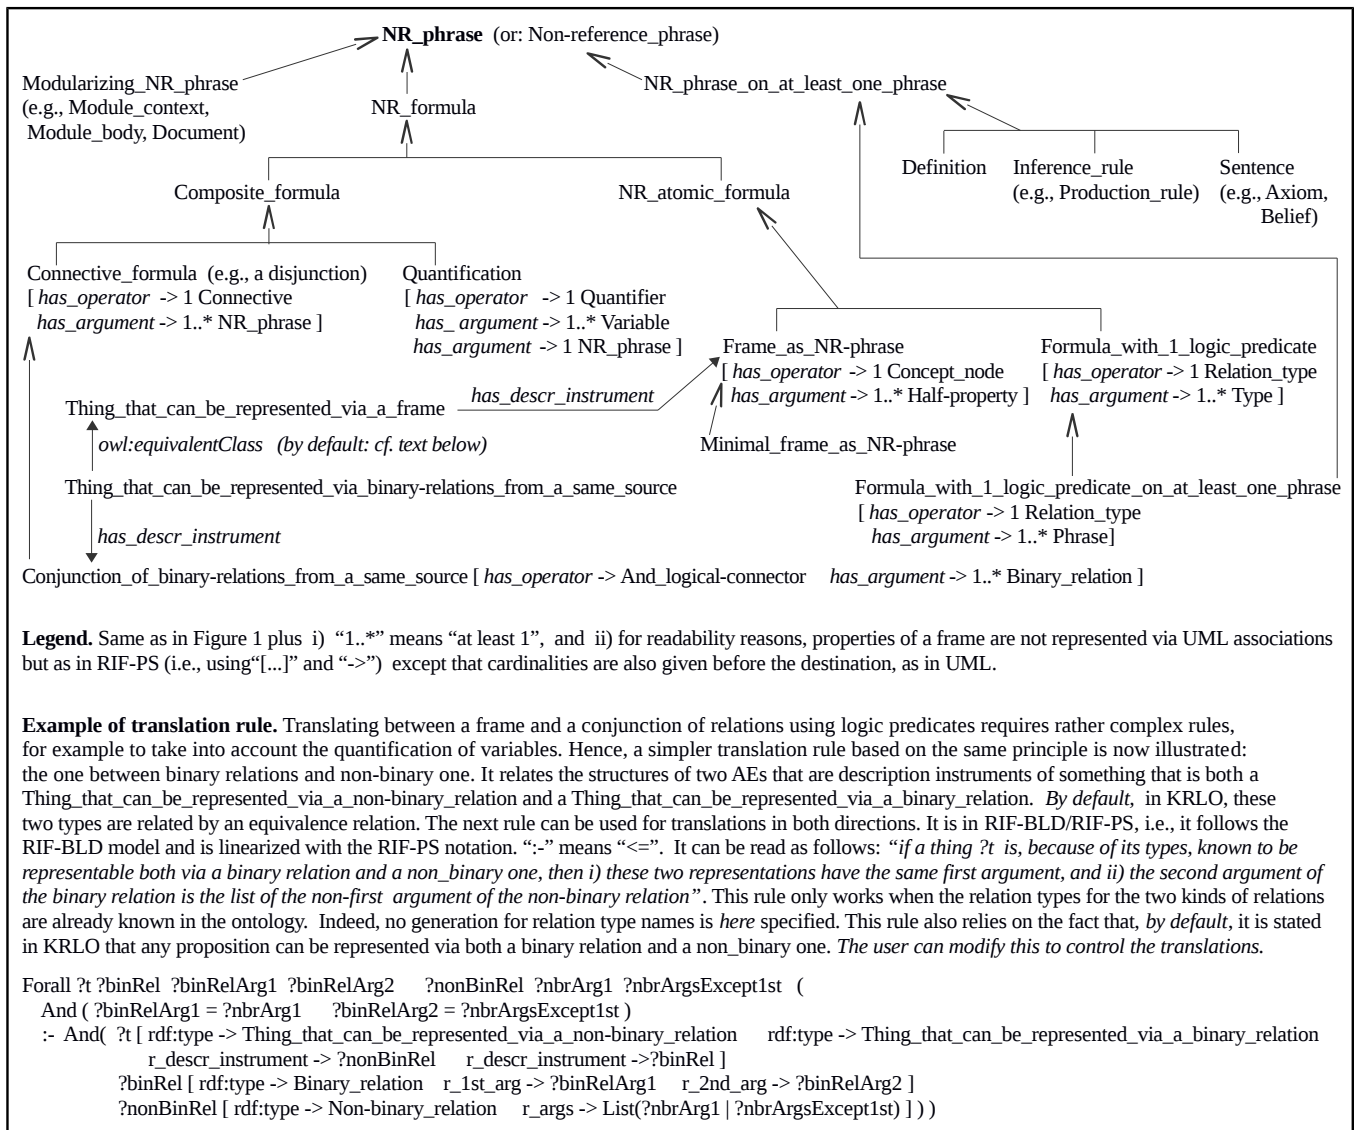 NR_phrase (or: Non-reference_phrase)
Modularizing_NR_phrase
(e.g., Module_context,
Module_body, Document)
NR_formula
NR_phrase_on_at_least_one_phrase
Definition
Inference_rule
(e.g., Production_rule)
Sentence
(e.g., Axiom,
Belief)
Composite_formula
NR_atomic_formula
Connective_formula (e.g., a disjunction)
[ has_operator -> 1 Connective
has_argument -> 1..* NR_phrase ]
Quantification
[ has_operator -> 1 Quantifier
has_ argument -> 1..* Variable
has_argument -> 1 NR_phrase ]
Frame_as_NR-phrase
[ has_operator -> 1 Concept_node
has_argument -> 1..* Half-property ]
Formula_with_1_logic_predicate
[ has_operator -> 1 Relation_type
has_argument -> 1..* Type ]
has_descr_instrument
Thing_that_can_be_represented_via_a_frame
owl:equivalentClass (by default: cf. text below)
Minimal_frame_as_NR-phrase
Thing_that_can_be_represented_via_binary-relations_from_a_same_source
Formula_with_1_logic_predicate_on_at_least_one_phrase
[ has_operator -> 1 Relation_type
has_argument -> 1..* Phrase]
has_descr_instrument
Conjunction_of_binary-relations_from_a_same_source [ has_operator -> And_logical-connector has_argument -> 1..* Binary_relation ]
Legend. Same as in Figure 1 plus i) “1..*” means “at least 1”, and ii) for readability reasons, properties of a frame are not represented via UML associations
but as in RIF-PS (i.e., using“[...]” and “->”) except that cardinalities are also given before the destination, as in UML.
Example of translation rule. Translating between a frame and a conjunction of relations using logic predicates requires rather complex rules,
for example to take into account the quantification of variables. Hence, a simpler translation rule based on the same principle is now illustrated:
the one between binary relations and non-binary one. It relates the structures of two AEs that are description instruments of something that is both a
Thing_that_can_be_represented_via_a_non-binary_relation and a Thing_that_can_be_represented_via_a_binary_relation. By default, in KRLO, these
two types are related by an equivalence relation. The next rule can be used for translations in both directions. It is in RIF-BLD/RIF-PS, i.e., it follows the
RIF-BLD model and is linearized with the RIF-PS notation. “:-” means “<=”. It can be read as follows: “if a thing ?t is, because of its types, known to be
representable both via a binary relation and a non_binary one, then i) these two representations have the same first argument, and ii) the second argument of
the binary relation is the list of the non-first argument of the non-binary relation”. This rule only works when the relation types for the two kinds of relations
are already known in the ontology. Indeed, no generation for relation type names is here specified. This rule also relies on the fact that, by default, it is stated
in KRLO that any proposition can be represented via both a binary relation and a non_binary one. The user can modify this to control the translations.
Forall ?t ?binRel ?binRelArg1 ?binRelArg2 ?nonBinRel ?nbrArg1 ?nbrArgsExcept1st (
And ( ?binRelArg1 = ?nbrArg1 ?binRelArg2 = ?nbrArgsExcept1st )
:- And( ?t [ rdf:type -> Thing_that_can_be_represented_via_a_non-binary_relation rdf:type -> Thing_that_can_be_represented_via_a_binary_relation
r_descr_instrument -> ?nonBinRel r_descr_instrument ->?binRel ]
?binRel [ rdf:type -> Binary_relation r_1st_arg -> ?binRelArg1 r_2nd_arg -> ?binRelArg2 ]
?nonBinRel [ rdf:type -> Non-binary_relation r_args -> List(?nbrArg1 | ?nbrArgsExcept1st) ] ) )